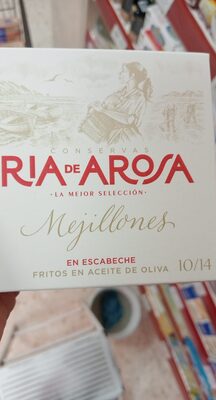 CONSERVAS
RIA DE AROSA
· LA MEJOR SELECCIÓN ·
Mejillones
EN ESCABECHE
FRITOS EN ACEITE DE OLIVA 10/14